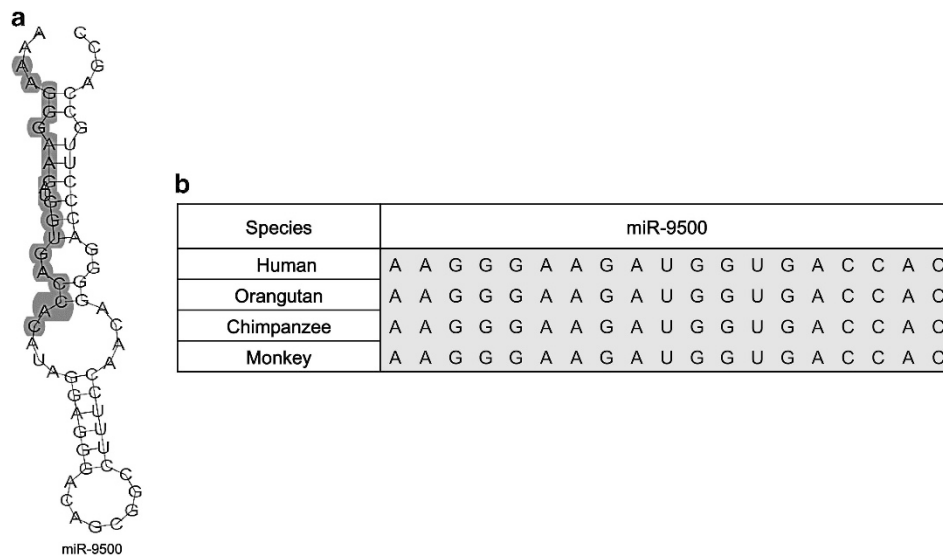 a
b
Species miR-9500
Human A A G G G A A G A U G G U G A C C A C
Orangutan A A G G G A A G A U G G U G A C C A C
Chimpanzee A A G G G A A G A U G G U G A C C A C
Monkey A A G G G A A G A U G G U G A C C A C
miR-9500